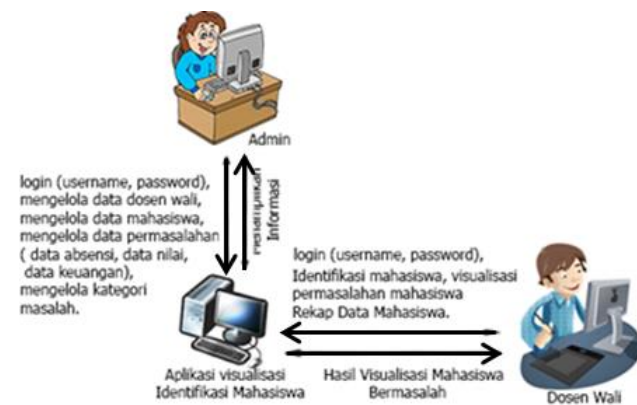 Admin
login (username, password),
mengelola data dosen wali,
mengelola data mahasiswa,
mengelola data permasalahan
( data absensi, data nilai,
data keuangan),
mengelola kategori
masalah.
Informasi
login (username, password),
Identifikasi mahasiswa, visualisasi
permasalahan mahasiswa
Rekap Data Mahasiswa.
Aplikasi visualisasi
Identifikasi Mahasiswa
Hasil Visualisasi Mahasiswa
Bermasalah
Dosen Wali